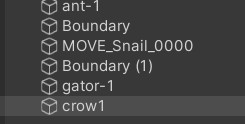 ant-1
Boundary
MOVE_Snail_0000
Boundary (1)
gator-1
crow1